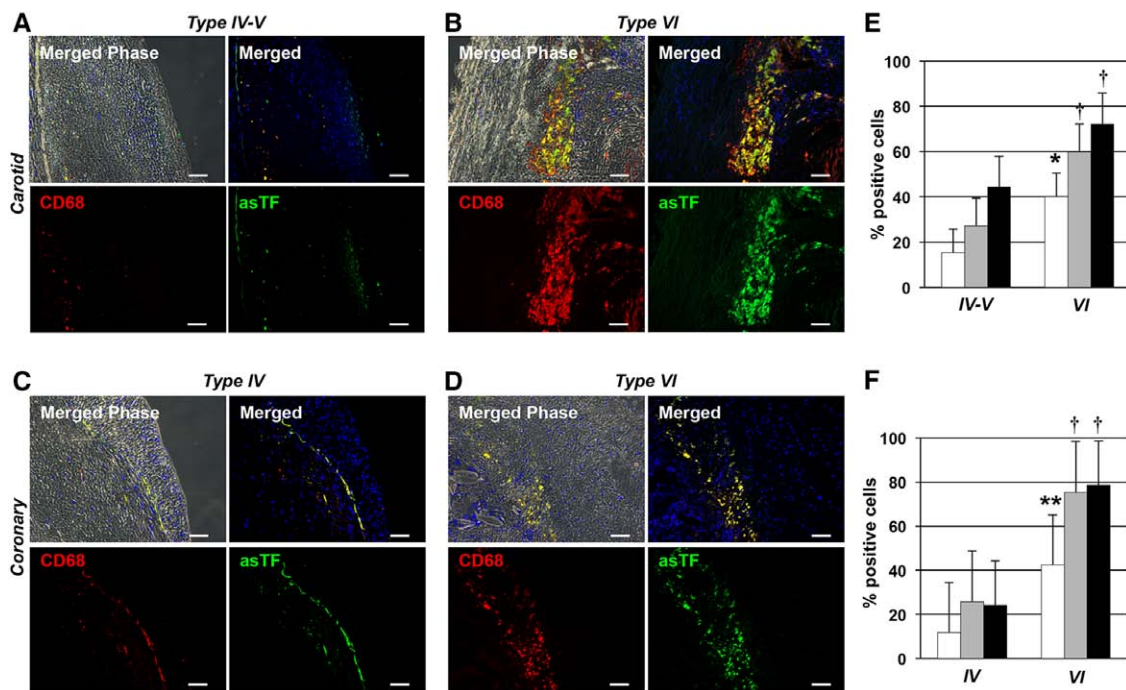 A
Type IV-V
Merged Phase
Merged
Carotid
CD68
asTF
B
Type VI
Merged Phase
Merged
CD68
asTF
E
% positive cells
100
80
60
40
20
0
*
†
†
IV-V
VI
C
Type IV
Merged Phase
Merged
Coronary
CD68
asTF
D
Type VI
Merged Phase
Merged
CD68
asTF
F
% positive cells
100
80
60
40
20
0
**
†
†
IV
VI